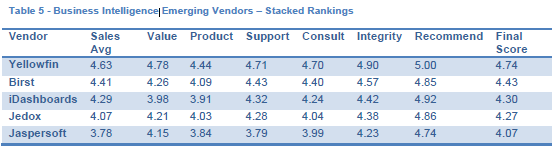 Table 5 - Business Intelligence Emerging Vendors – Stacked Rankings
Vendor Sales Avg Value Product Support Consult Integrity Recommend Final Score
Yellowfin 4.63 4.78 4.44 4.71 4.70 4.90 5.00 4.74
Birst 4.41 4.26 4.09 4.43 4.40 4.57 4.85 4.43
iDashboards 4.29 3.98 3.91 4.32 4.24 4.42 4.92 4.30
Jedox 4.07 4.21 4.03 4.28 4.04 4.38 4.86 4.27
Jaspersoft 3.78 4.15 3.84 3.79 3.99 4.23 4.74 4.07